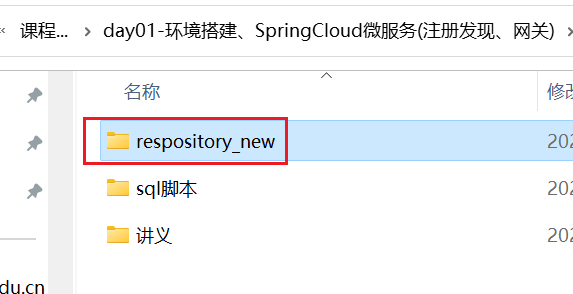 « 课程... › day01-环境搭建、SpringCloud微服务(注册发现、网关) ›
名称 修改
respository_new 202
sql脚本 202
讲义 202
du.cn